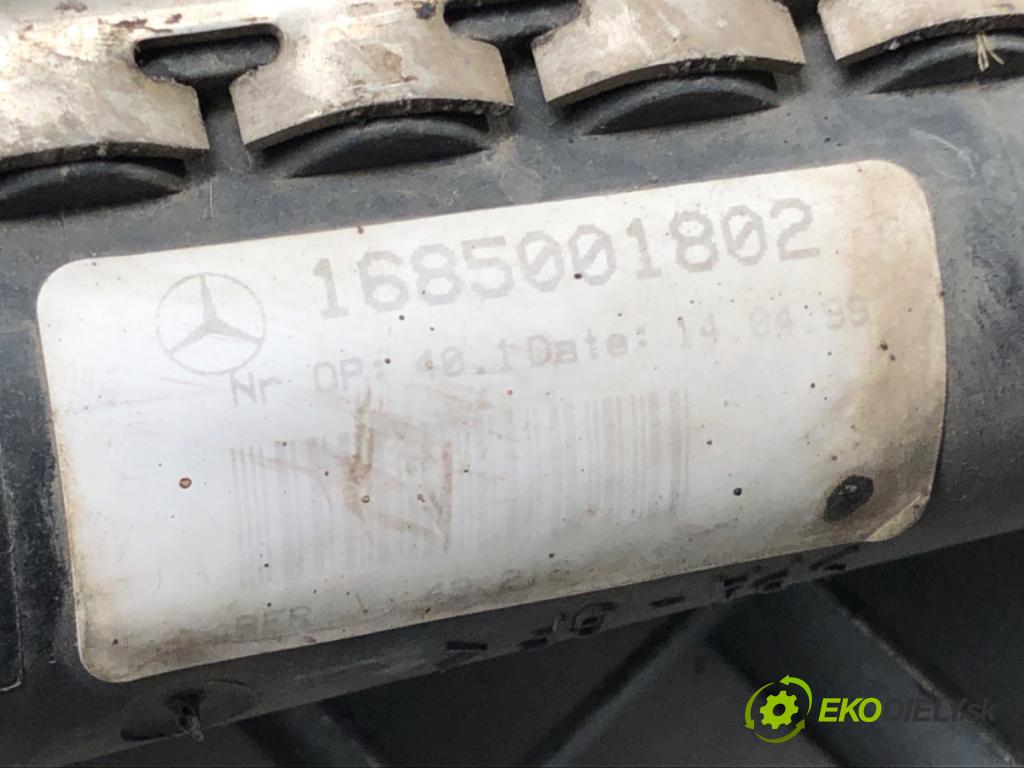 1685001802
Nr OP: 40.1 Date: 14.04.99
EKODIELY.sk